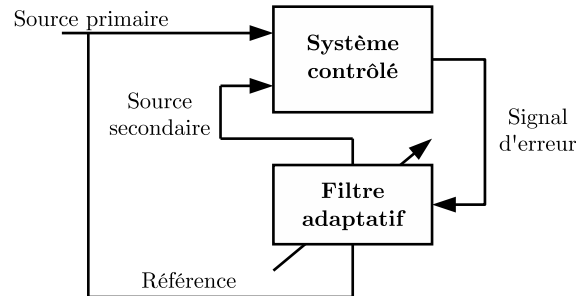 Source primaire
Système
contrôlé
Source
secondaire
Signal
d'erreur
Filtre
adaptatif
Référence